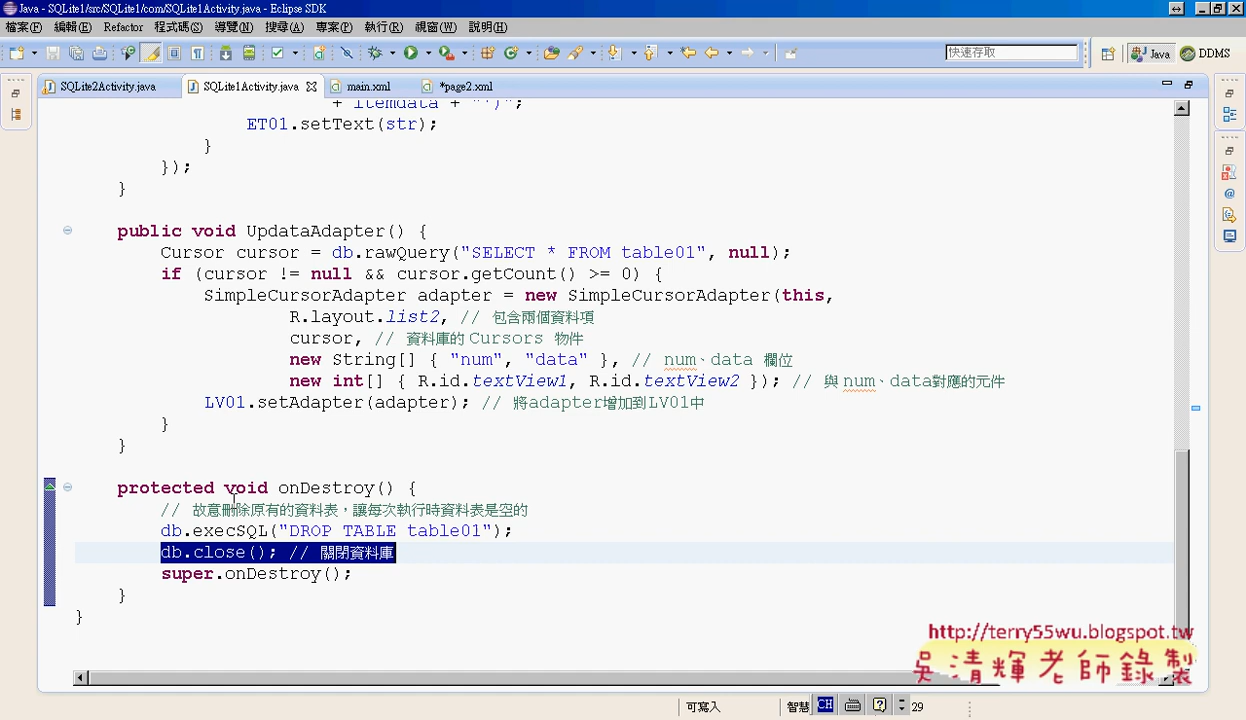 Java - SQLite1/src/SQLite1/com/SQLite1Activity.java - Eclipse SDK
檔案(F) 編輯(E) Refactor 程式碼(S) 導覽(N) 搜尋(A) 專案(P) 執行(R) 視窗(W) 說明(H)
快速存取 Java DDMS
SQLite2Activity.java SQLite1Activity.java main.xml *page2.xml
+ itemdata + "')";
ET01.setText(str);
}
});
}
public void UpdataAdapter() {
Cursor cursor = db.rawQuery("SELECT * FROM table01", null);
if (cursor != null && cursor.getCount() >= 0) {
SimpleCursorAdapter adapter = new SimpleCursorAdapter(this,
R.layout.list2, // 包含兩個資料項
cursor, // 資料庫的 Cursors 物件
new String[] { "num", "data" }, // num、data 欄位
new int[] { R.id.textView1, R.id.textView2 }); // 與 num、data對應的元件
LV01.setAdapter(adapter); // 將adapter增加到LV01中
}
}
protected void onDestroy() {
// 故意刪除原有的資料表，讓每次執行時資料表是空的
db.execSQL("DROP TABLE table01");
db.close(); // 關閉資料庫
super.onDestroy();
}
}
http://terry55wu.blogspot.tw
吳清輝老師錄製
可寫入 智慧 CH 29